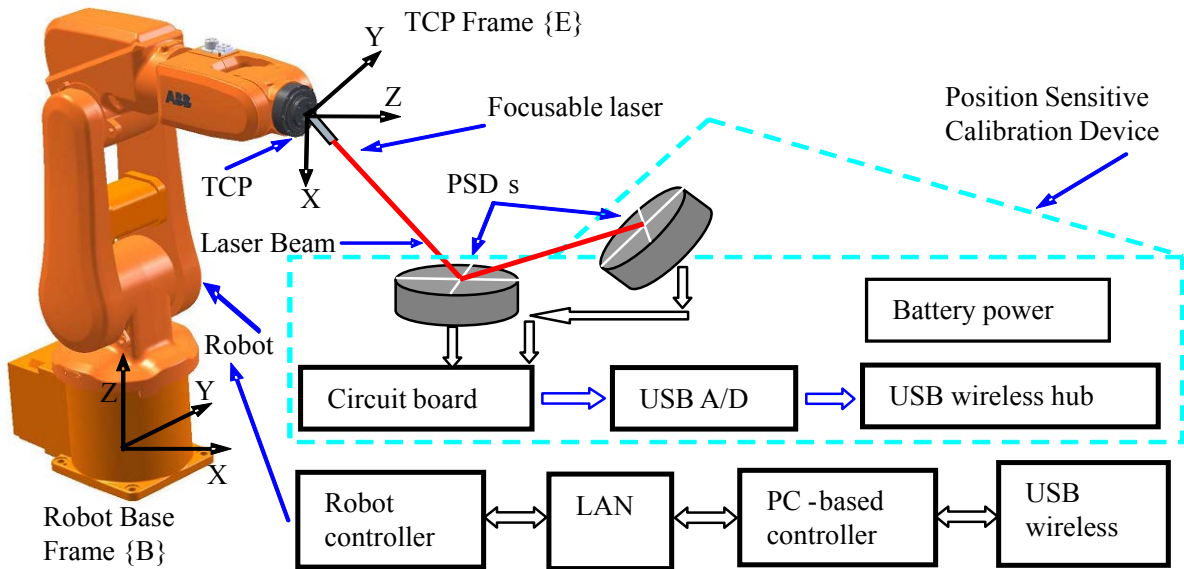 TCP Frame {E}
Y
Z
Focusable laser
Position Sensitive
Calibration Device
ABB
TCP
X
PSD s
Laser Beam
Battery power
Robot
Z
Y
X
Circuit board
USB A/D
USB wireless hub
Robot Base
Frame {B}
Robot
controller
LAN
PC -based
controller
USB
wireless